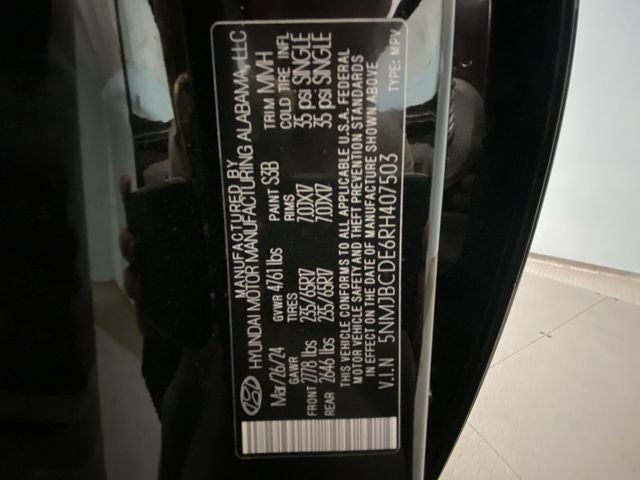 MANUFACTURED BY
HYUNDAI MOTOR MANUFACTURING ALABAMA, LLC
Mar/26/24 GVWR 4761 lbs PAINT S3B TRIM MMH
GAWR TIRES RIMS COLD TIRE INFL
FRONT 2778 lbs 235/65R17 7.0JX17 35 psi SINGLE
REAR 2646 lbs 235/65R17 7.0JX17 35 psi SINGLE
THIS VEHICLE CONFORMS TO ALL APPLICABLE U.S.A. FEDERAL
MOTOR VEHICLE SAFETY AND THEFT PREVENTION STANDARDS
IN EFFECT ON THE DATE OF MANUFACTURE SHOWN ABOVE
V.I.N 5NMJBCDE6RH407503 TYPE: MPV